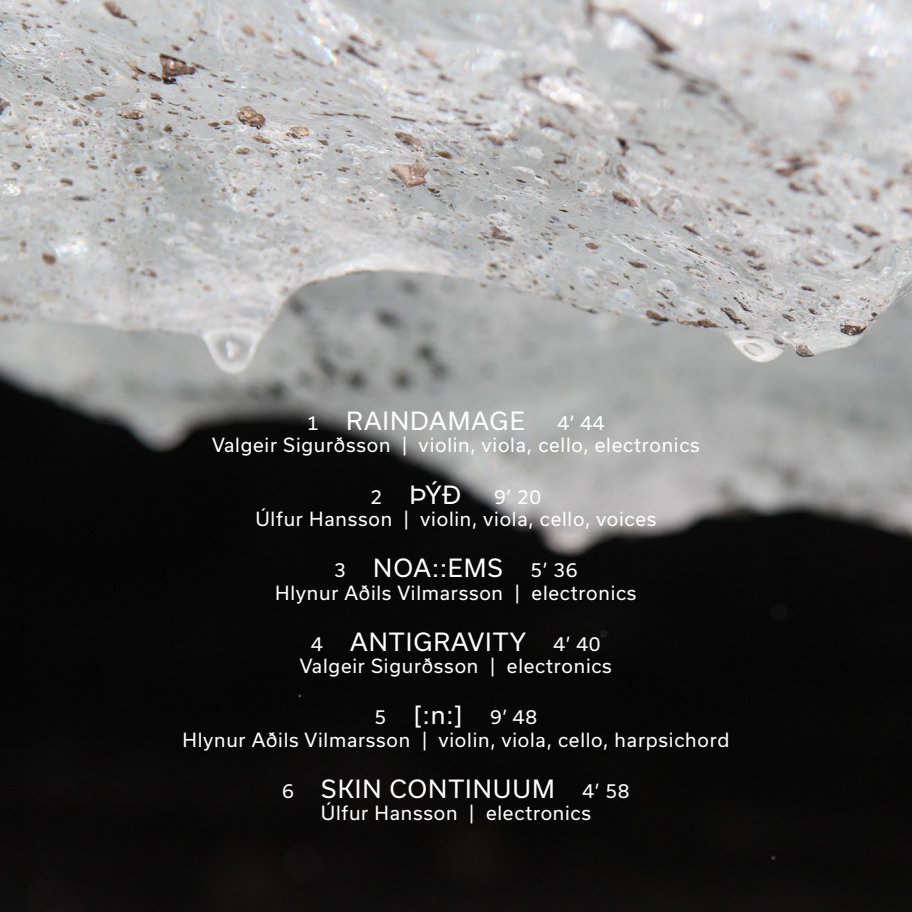 1 RAINDAMAGE 4’ 44
Valgeir Sigurðsson | violin, viola, cello, electronics
2 ÞÝÐ 9’ 20
Úlfur Hansson | violin, viola, cello, voices
3 NOA::EMS 5’ 36
Hlynur Aðils Vilmarsson | electronics
4 ANTIGRAVITY 4’ 40
Valgeir Sigurðsson | electronics
5 [:n:] 9’ 48
Hlynur Aðils Vilmarsson | violin, viola, cello, harpsichord
6 SKIN CONTINUUM 4’ 58
Úlfur Hansson | electronics